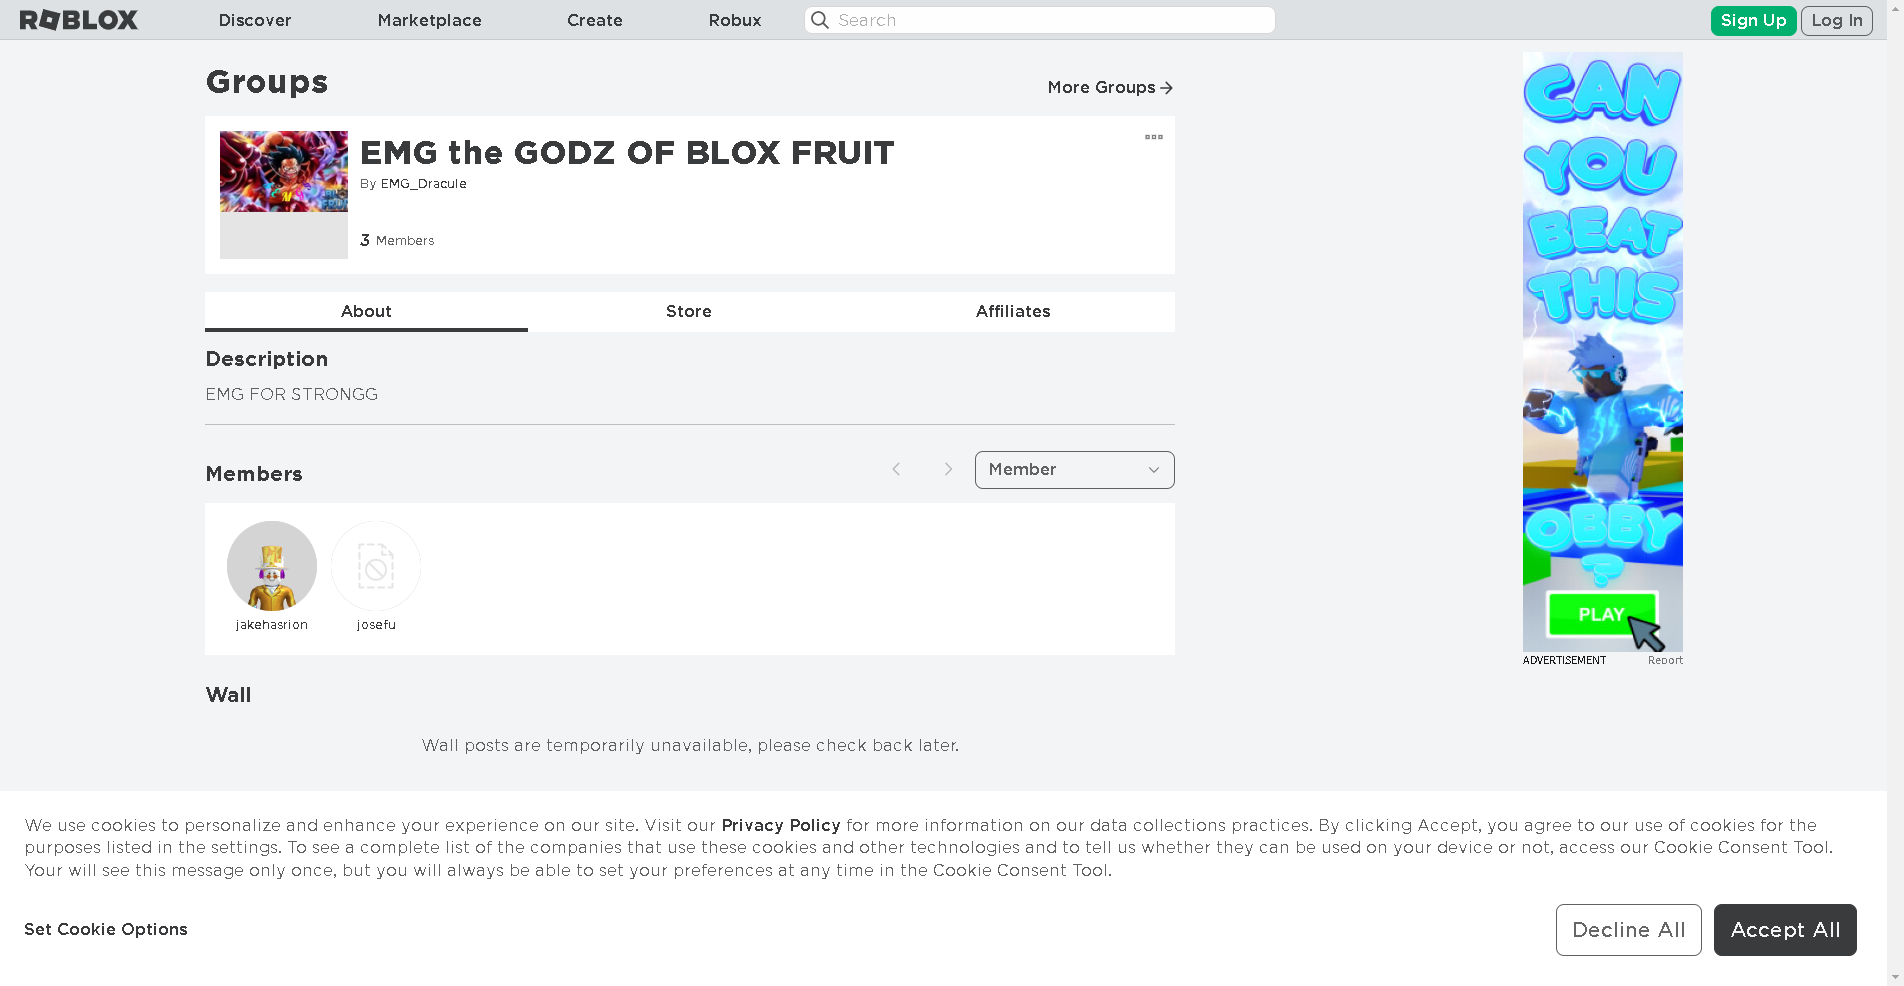 ROBLOX
Discover
Marketplace
Create
Robux
Search
Sign Up
Log In
Groups
More Groups
EMG the GODZ OF BLOX FRUIT
By EMG_Dracule
3 Members
About
Store
Affiliates
Description
EMG FOR STRONGG
Members
Member
jakehasrion
josefu
Wall
Wall posts are temporarily unavailable, please check back later.
CAN
YOU
BEAT
THIS
OBBY
?
PLAY
ADVERTISEMENT
Report
We use cookies to personalize and enhance your experience on our site. Visit our Privacy Policy for more information on our data collections practices. By clicking Accept, you agree to our use of cookies for the
purposes listed in the settings. To see a complete list of the companies that use these cookies and other technologies and to tell us whether they can be used on your device or not, access our Cookie Consent Tool.
Your will see this message only once, but you will always be able to set your preferences at any time in the Cookie Consent Tool.
Set Cookie Options
Decline All
Accept All